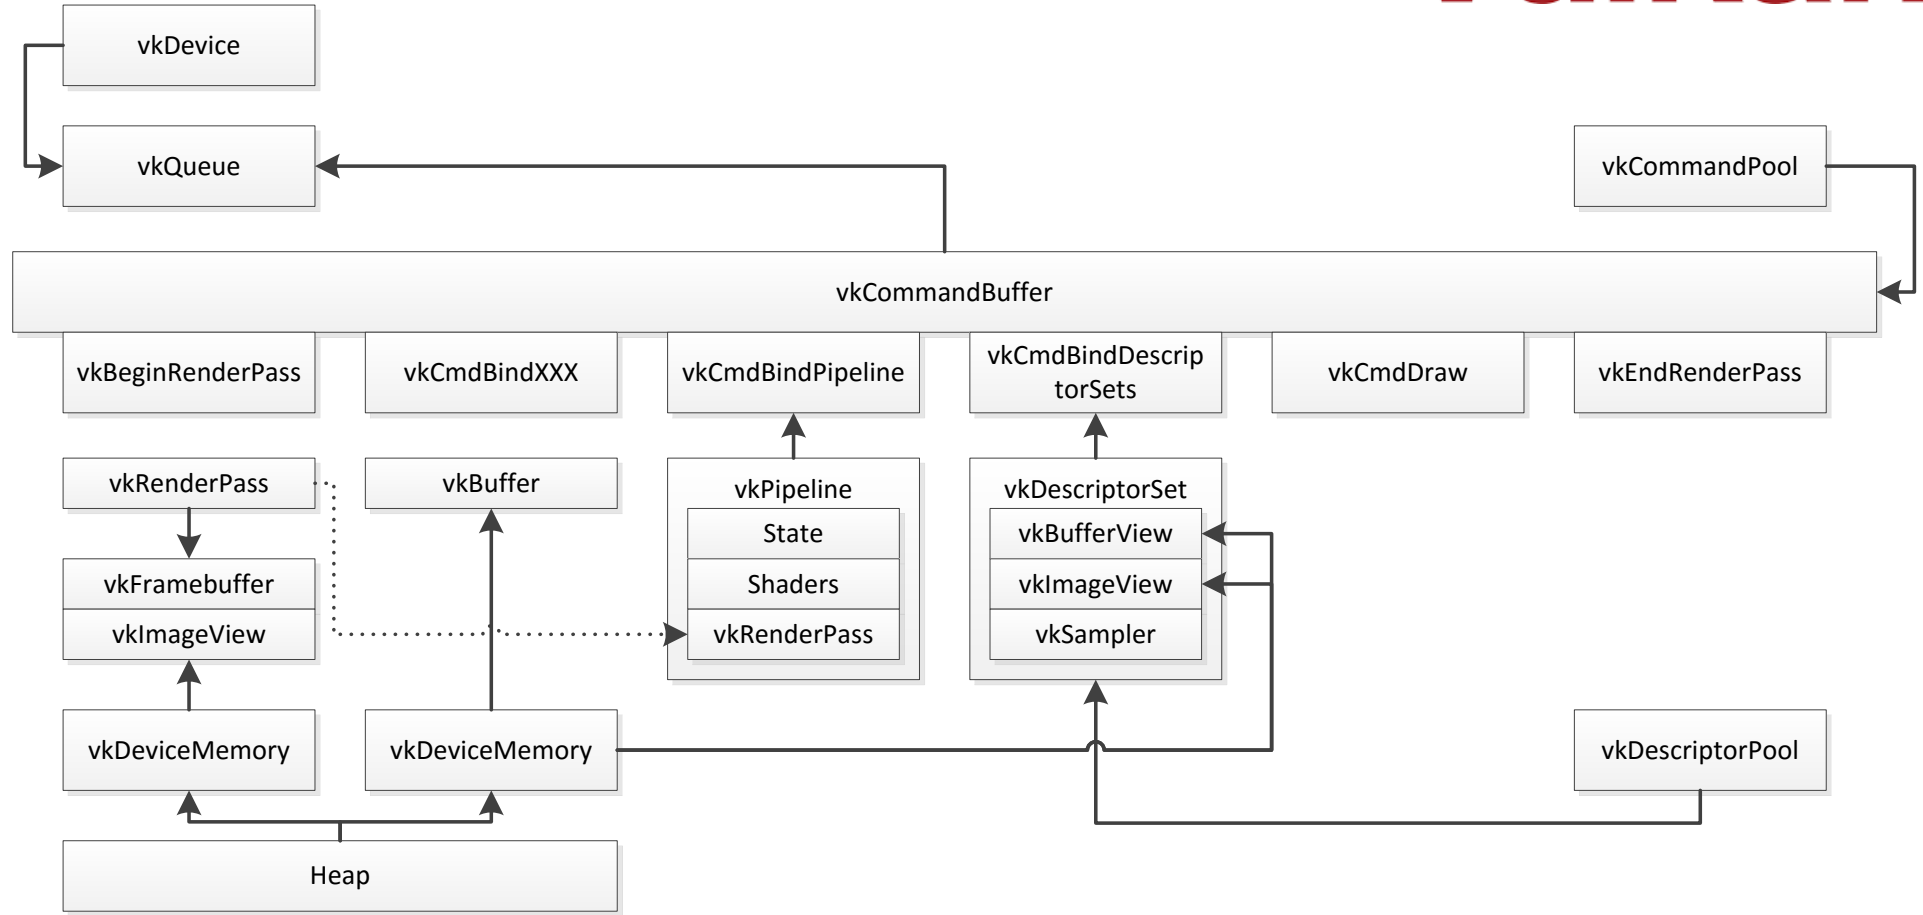 vkDevice
vkQueue
vkCommandPool
vkCommandBuffer
vkBeginRenderPass
vkCmdBindXXX
vkCmdBindPipeline
vkCmdBindDescrip
torSets
vkCmdDraw
vkEndRenderPass
vkRenderPass
vkBuffer
vkPipeline
vkDescriptorSet
State
vkBufferView
vkFramebuffer
Shaders
vkImageView
vkImageView
vkRenderPass
vkSampler
vkDeviceMemory
vkDeviceMemory
vkDescriptorPool
Heap